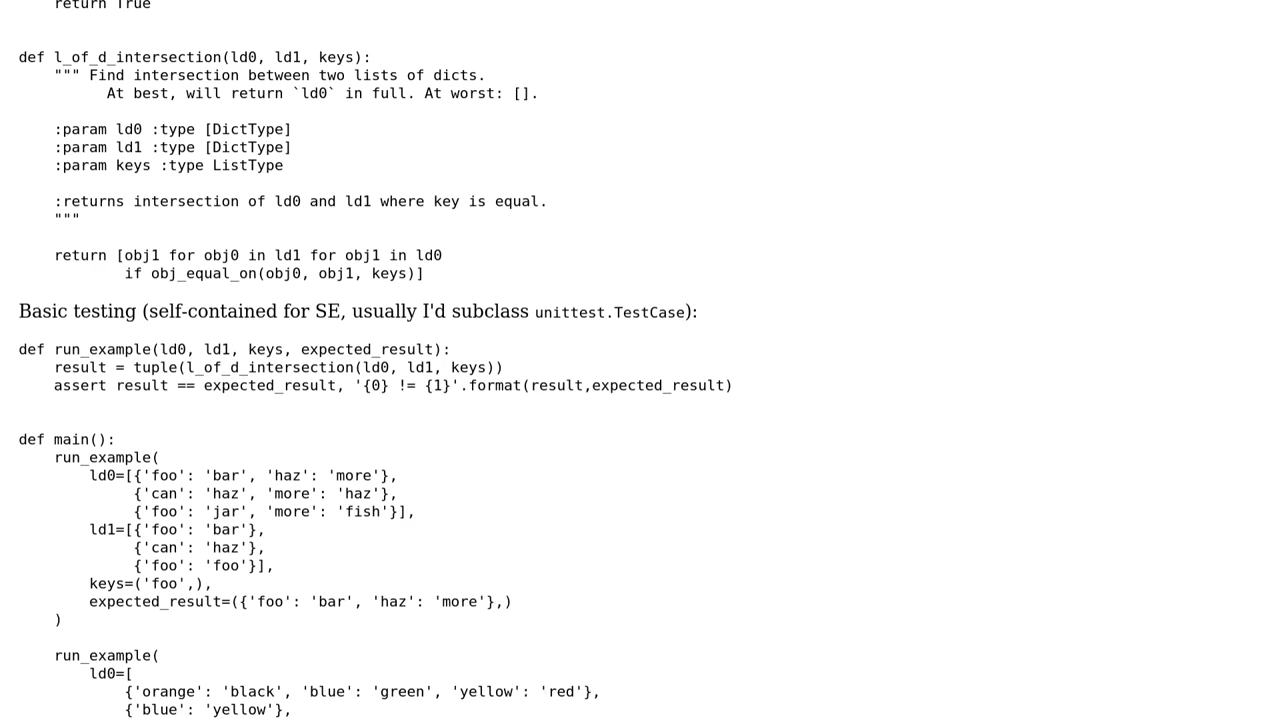 return True


def l_of_d_intersection(ld0, ld1, keys):
    """ Find intersection between two lists of dicts.
          At best, will return `ld0` in full. At worst: [].

    :param ld0 :type [DictType]
    :param ld1 :type [DictType]
    :param keys :type ListType

    :returns intersection of ld0 and ld1 where key is equal.
    """

    return [obj1 for obj0 in ld1 for obj1 in ld0
            if obj_equal_on(obj0, obj1, keys)]

Basic testing (self-contained for SE, usually I'd subclass unittest.TestCase):

def run_example(ld0, ld1, keys, expected_result):
    result = tuple(l_of_d_intersection(ld0, ld1, keys))
    assert result == expected_result, '{0} != {1}'.format(result,expected_result)


def main():
    run_example(
        ld0=[{'foo': 'bar', 'haz': 'more'},
             {'can': 'haz', 'more': 'haz'},
             {'foo': 'jar', 'more': 'fish'}],
        ld1=[{'foo': 'bar'},
             {'can': 'haz'},
             {'foo': 'foo'}],
        keys=('foo',),
        expected_result=({'foo': 'bar', 'haz': 'more'},)
    )

    run_example(
        ld0=[
            {'orange': 'black', 'blue': 'green', 'yellow': 'red'},
            {'blue': 'yellow'},